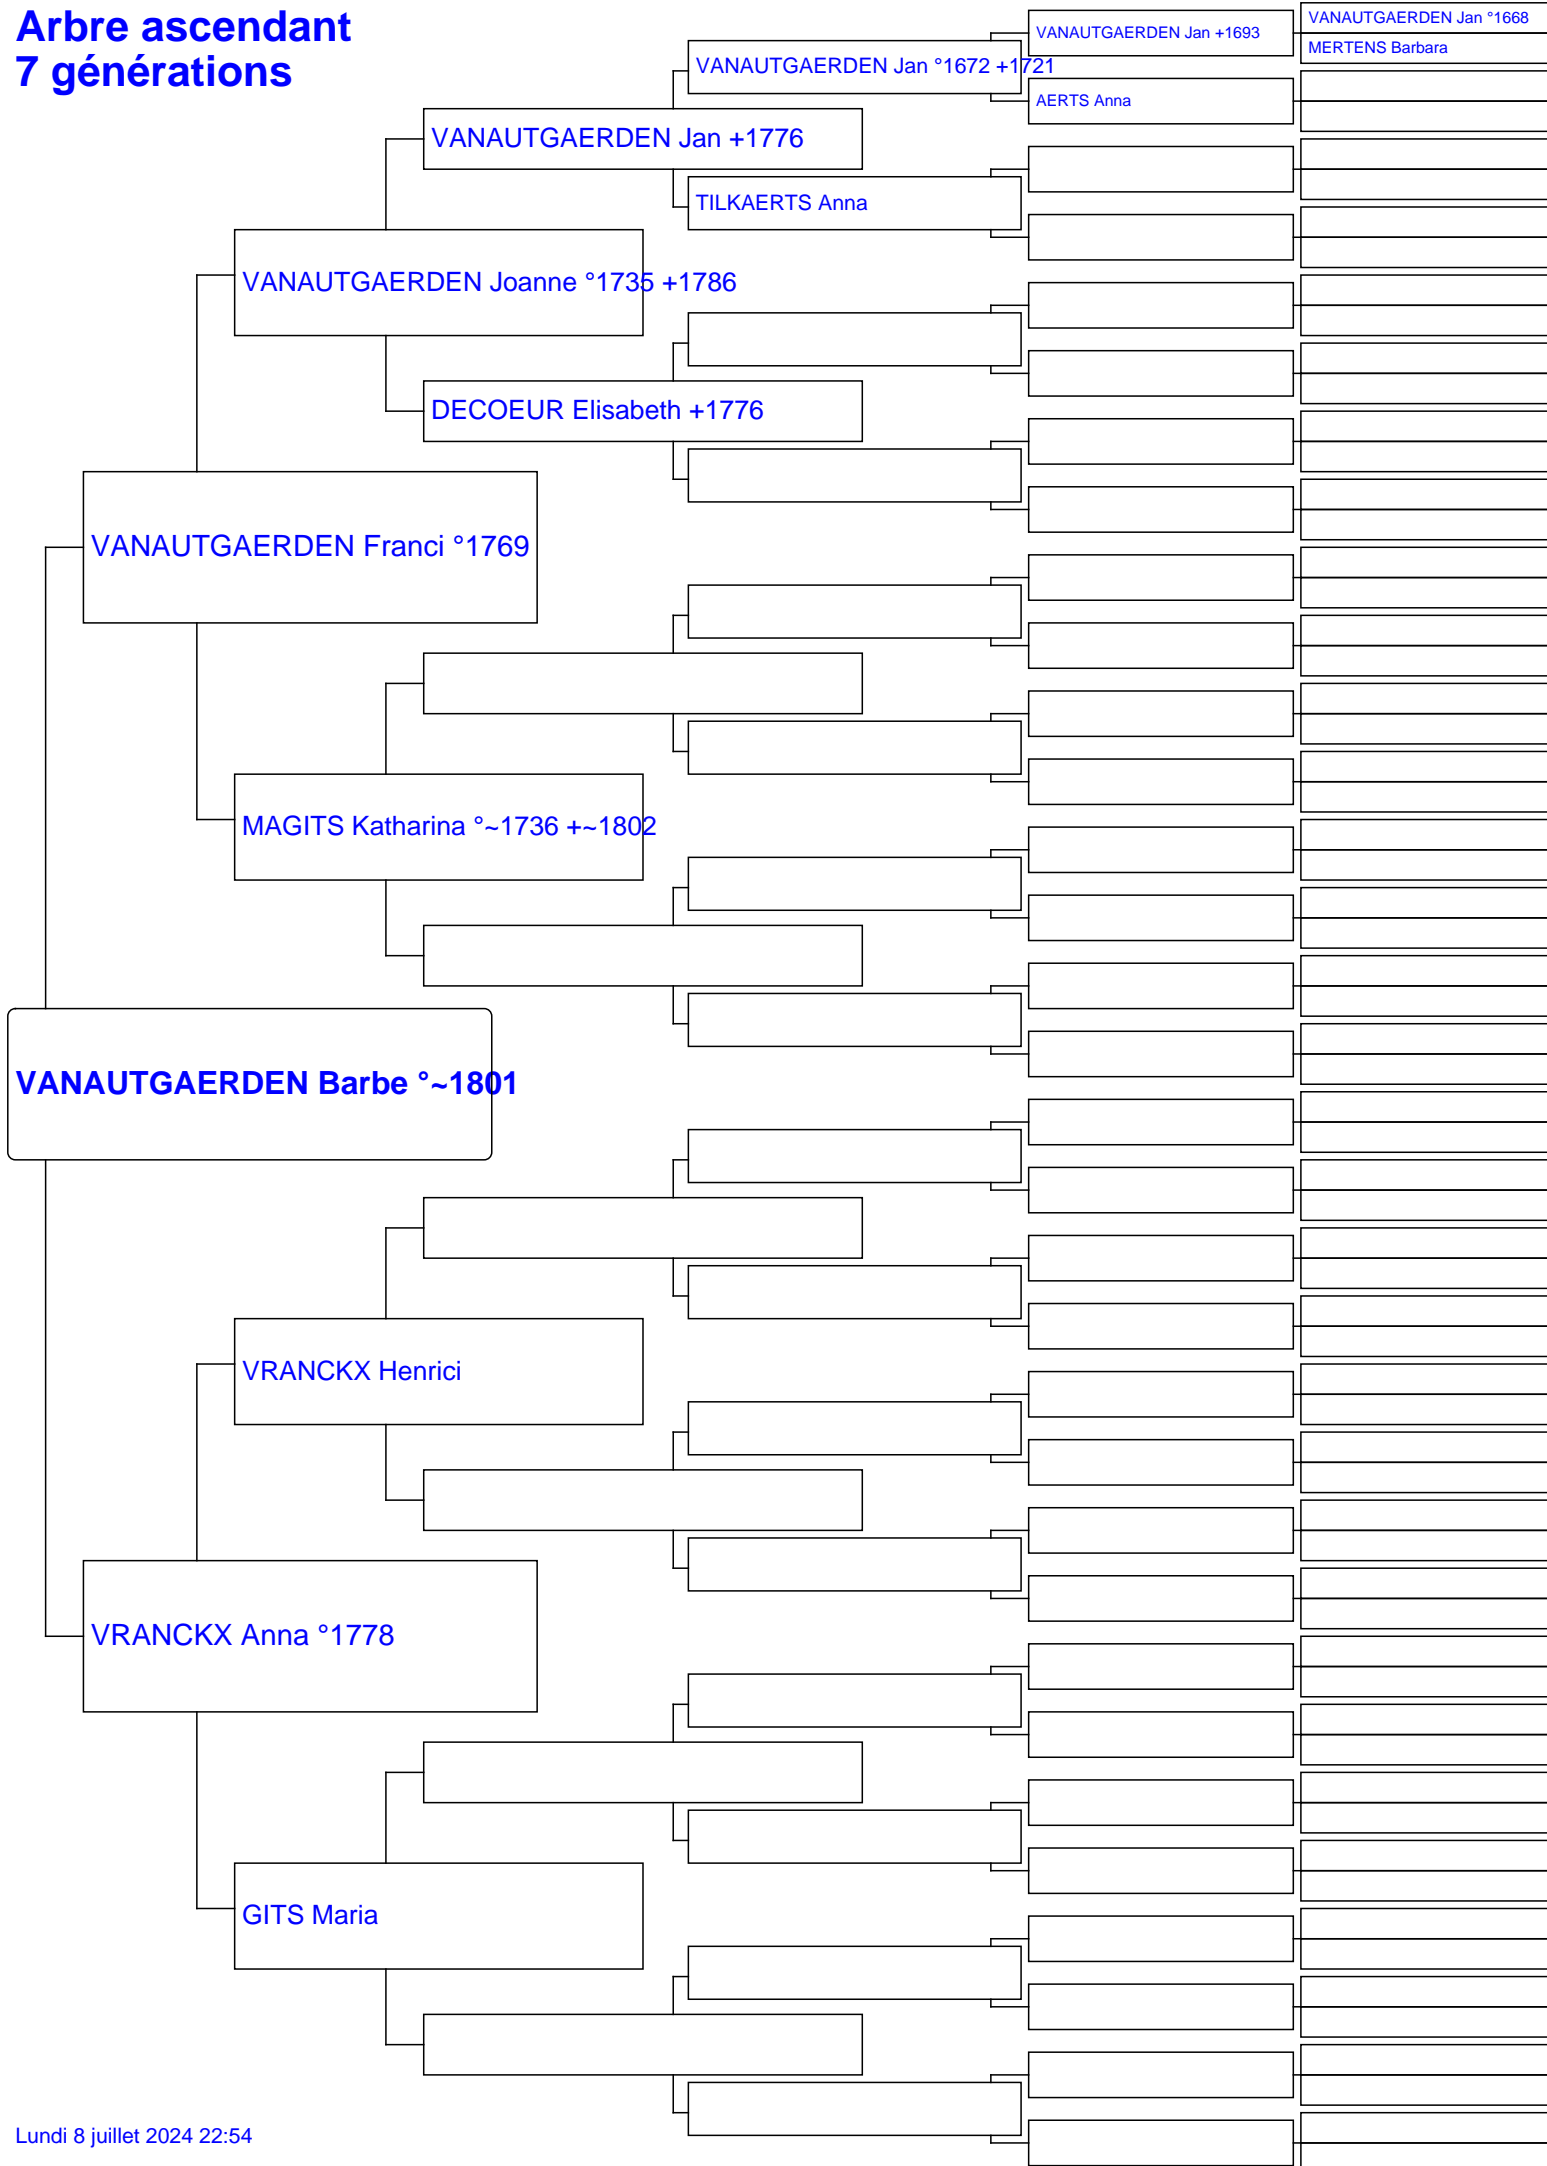 Arbre ascendant
7 générations
VANAUTGAERDEN Jan °1668
MERTENS Barbara
VANAUTGAERDEN Jan +1693
AERTS Anna
VANAUTGAERDEN Jan °1672 +1721
TILKAERTS Anna
VANAUTGAERDEN Jan +1776
DECOEUR Elisabeth +1776
VANAUTGAERDEN Joanne °1735 +1786
MAGITS Katharina °~1736 +~1802
VANAUTGAERDEN Franci °1769
VANAUTGAERDEN Barbe °~1801
VRANCKX Henrici
VRANCKX Anna °1778
GITS Maria
Lundi 8 juillet 2024 22:54